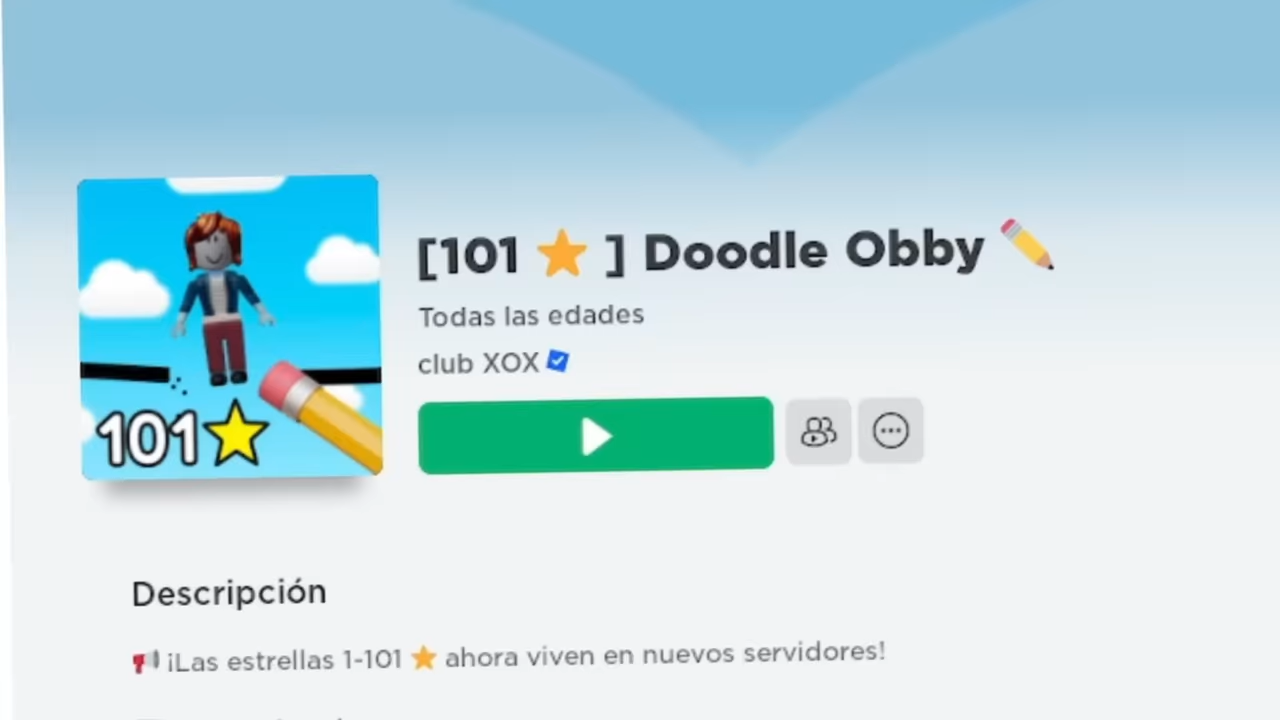 [101 ⭐ ] Doodle Obby ✏️
Todas las edades
club XOX
101
Descripción
📢 ¡Las estrellas 1-101 ⭐ ahora viven en nuevos servidores!